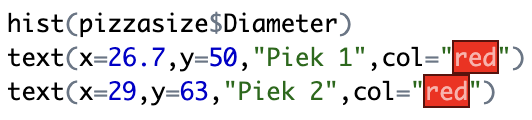 hist(pizzasize$Diameter)
text(x=26.7,y=50,"Piek 1",col="red")
text(x=29,y=63,"Piek 2",col="red")